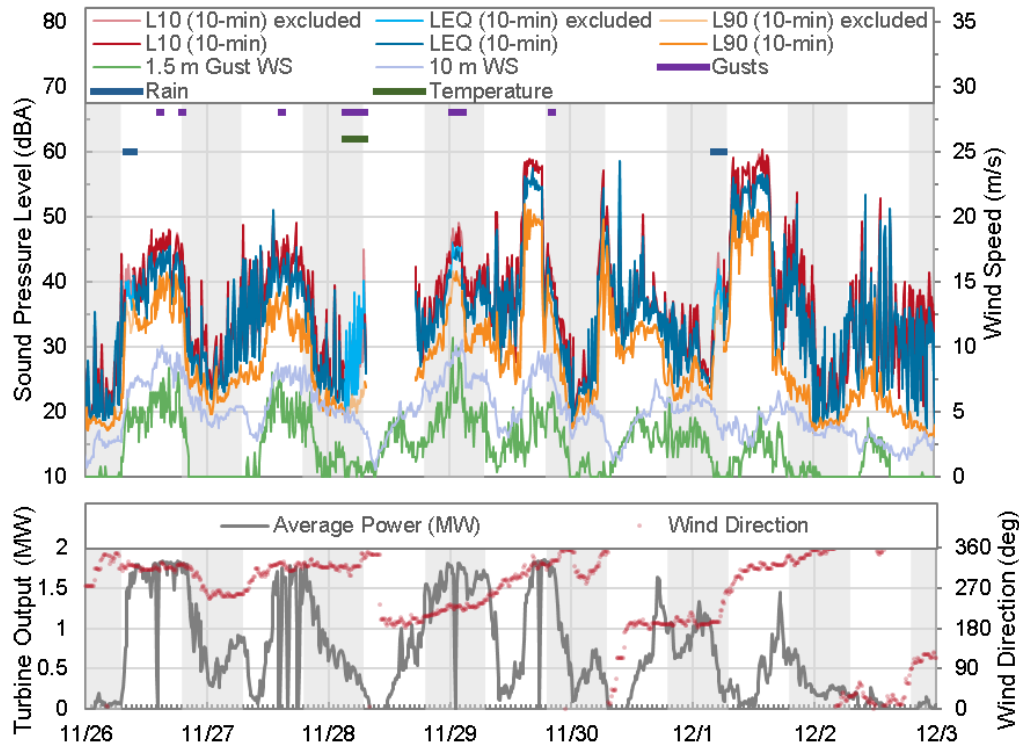 80 L10 (10-min) excluded LEQ (10-min) excluded L90 (10-min) excluded 35
L10 (10-min) LEQ (10-min) L90 (10-min)
70 1.5 m Gust WS 10 m WS Gusts 30
Rain Temperature
60 25
50 20
40 15
30 10
20 5
10 0
Sound Pressure Level (dBA)
Wind Speed (m/s)
Average Power (MW) Wind Direction
2 360
1.5 270
1 180
0.5 90
0 0
Turbine Output (MW)
Wind Direction (deg)
11/26 11/27 11/28 11/29 11/30 12/1 12/2 12/3